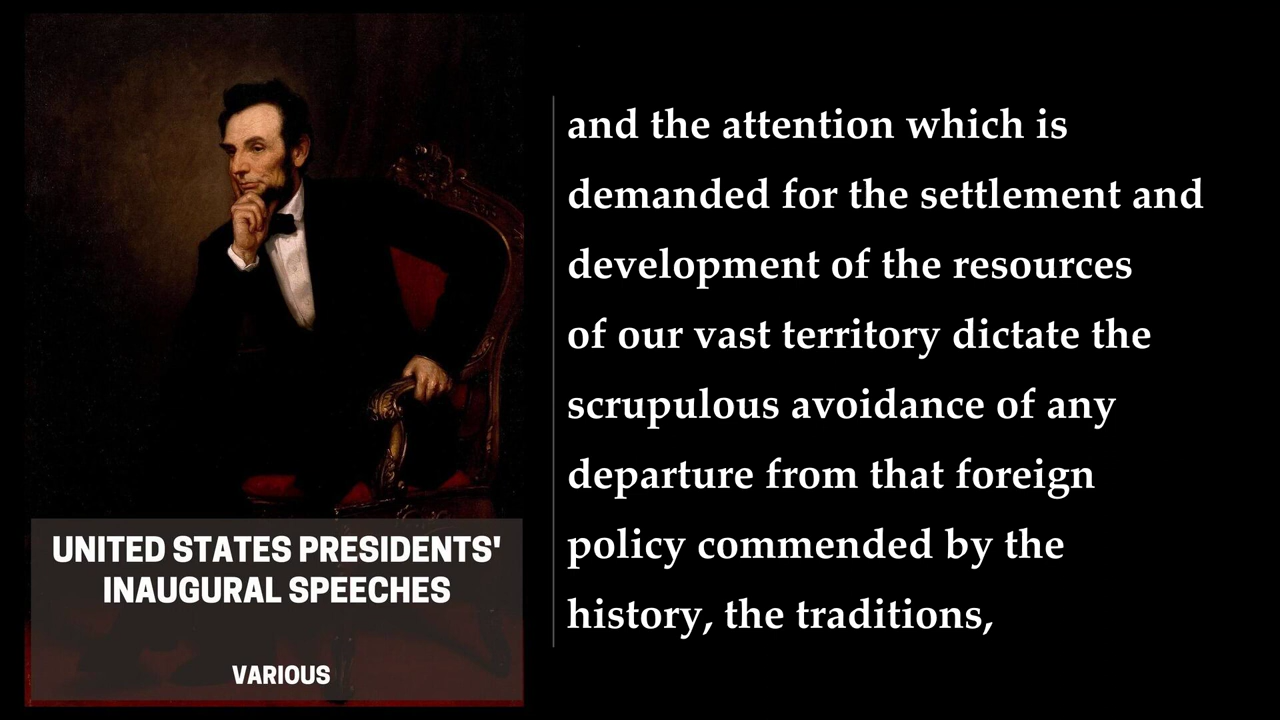 UNITED STATES PRESIDENTS'
INAUGURAL SPEECHES
VARIOUS
and the attention which is
demanded for the settlement and
development of the resources
of our vast territory dictate the
scrupulous avoidance of any
departure from that foreign
policy commended by the
history, the traditions,